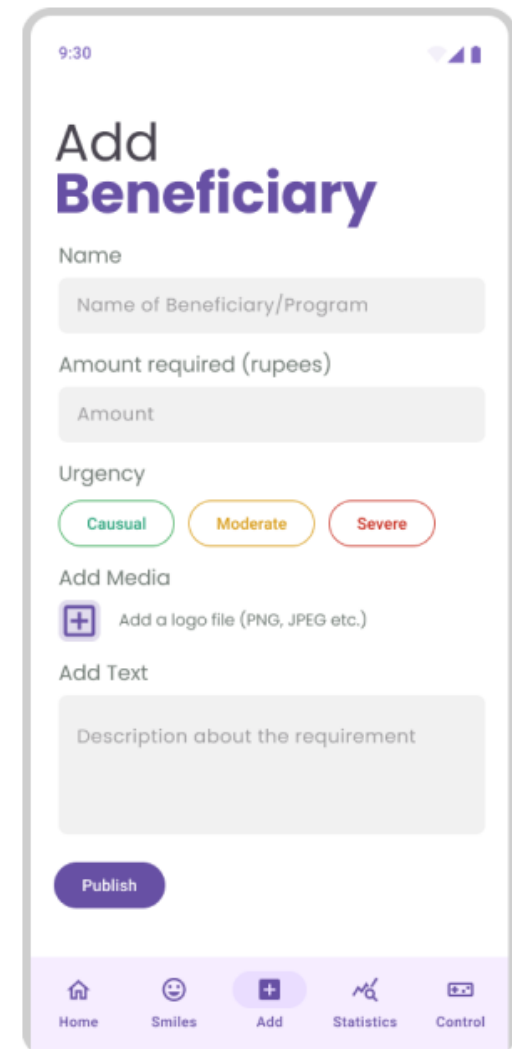 9:30
Add
Beneficiary
Name
Name of Beneficiary/Program
Amount required (rupees)
Amount
Urgency
Causual Moderate Severe
Add Media
Add a logo file (PNG, JPEG etc.)
Add Text
Description about the requirement
Publish
Home Smiles Add Statistics Control